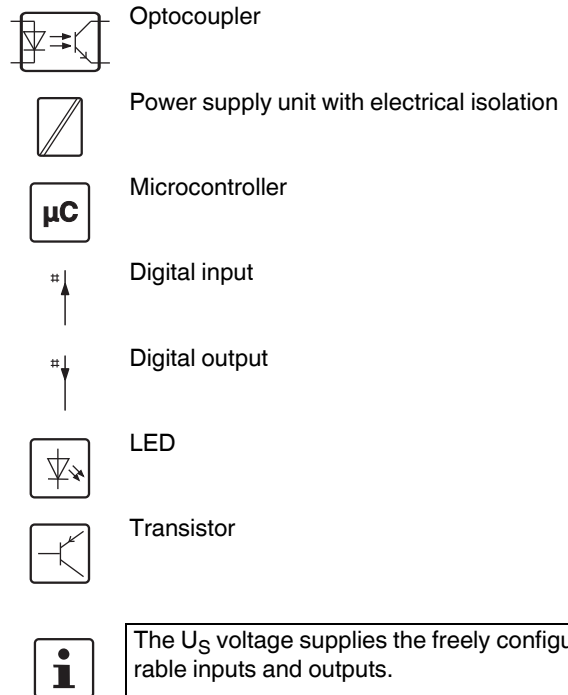 Optocoupler
Power supply unit with electrical isolation
µC
Microcontroller
#
Digital input
#
Digital output
LED
Transistor
i
The US voltage supplies the freely configu
rable inputs and outputs.